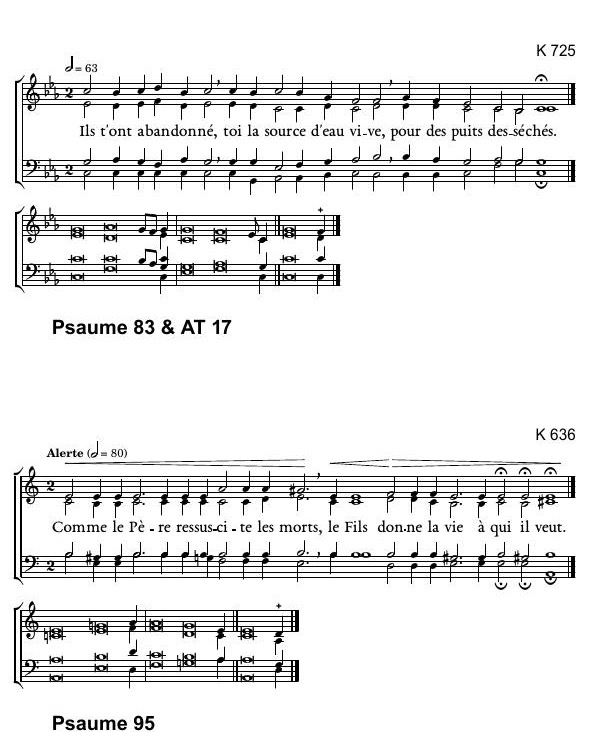 K 725
= 63
Ils t'ont abandonné, toi la source d'eau vi-ve, pour des puits des-séchés.
Psaume 83 & AT 17
K 636
Alerte ( = 80)
Comme le Pè - re ressus-ci - te les morts, le Fils don-ne la vie à qui il veut.
Psaume 95